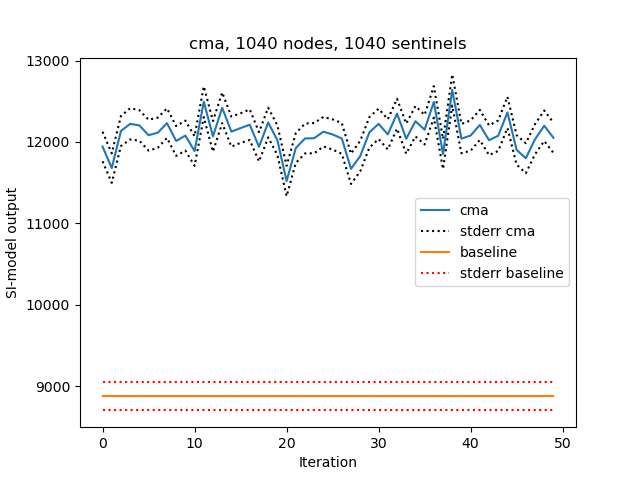 cma, 1040 nodes, 1040 sentinels
13000
12000
11000
10000
9000
SI-model output
cma
stderr cma
baseline
stderr baseline
0
10
20
30
40
50
Iteration